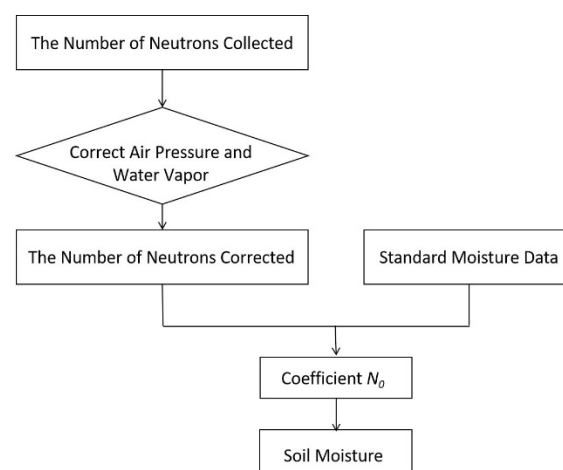 The Number of Neutrons Collected
Correct Air Pressure and
Water Vapor
The Number of Neutrons Corrected
Standard Moisture Data
Coefficient N₀
Soil Moisture